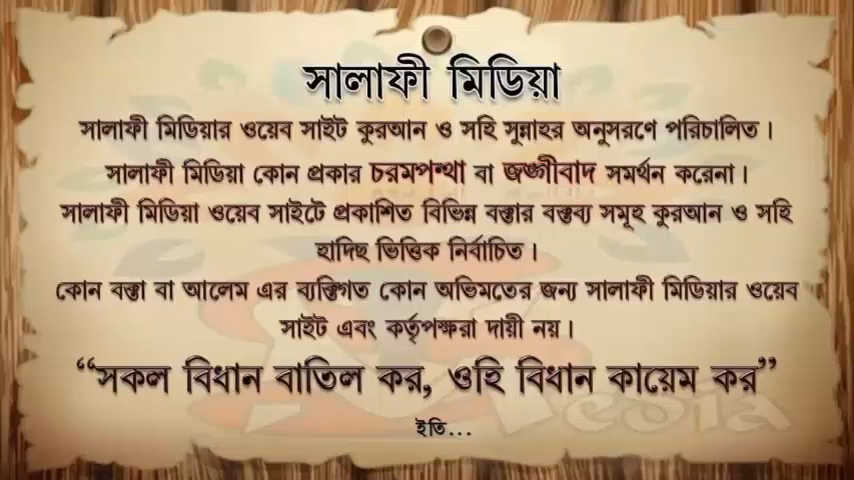 সালাফী মিডিয়া
সালাফী মিডিয়ার ওয়েব সাইট কুরআন ও সহি সুন্নাহর অনুসরণে পরিচালিত।
সালাফী মিডিয়া কোন প্রকার চরমপন্থা বা জঙ্গীবাদ সমর্থন করেনা।
সালাফী মিডিয়া ওয়েব সাইটে প্রকাশিত বিভিন্ন বক্তার বক্তব্য সমূহ কুরআন ও সহি
হাদিছ ভিত্তিক নির্বাচিত।
কোন বক্তা বা আলেম এর ব্যক্তিগত কোন অভিমতের জন্য সালাফী মিডিয়ার ওয়েব
সাইট এবং কর্তৃপক্ষরা দায়ী নয়।
“সকল বিধান বাতিল কর, ওহি বিধান কায়েম কর”
ইতি...